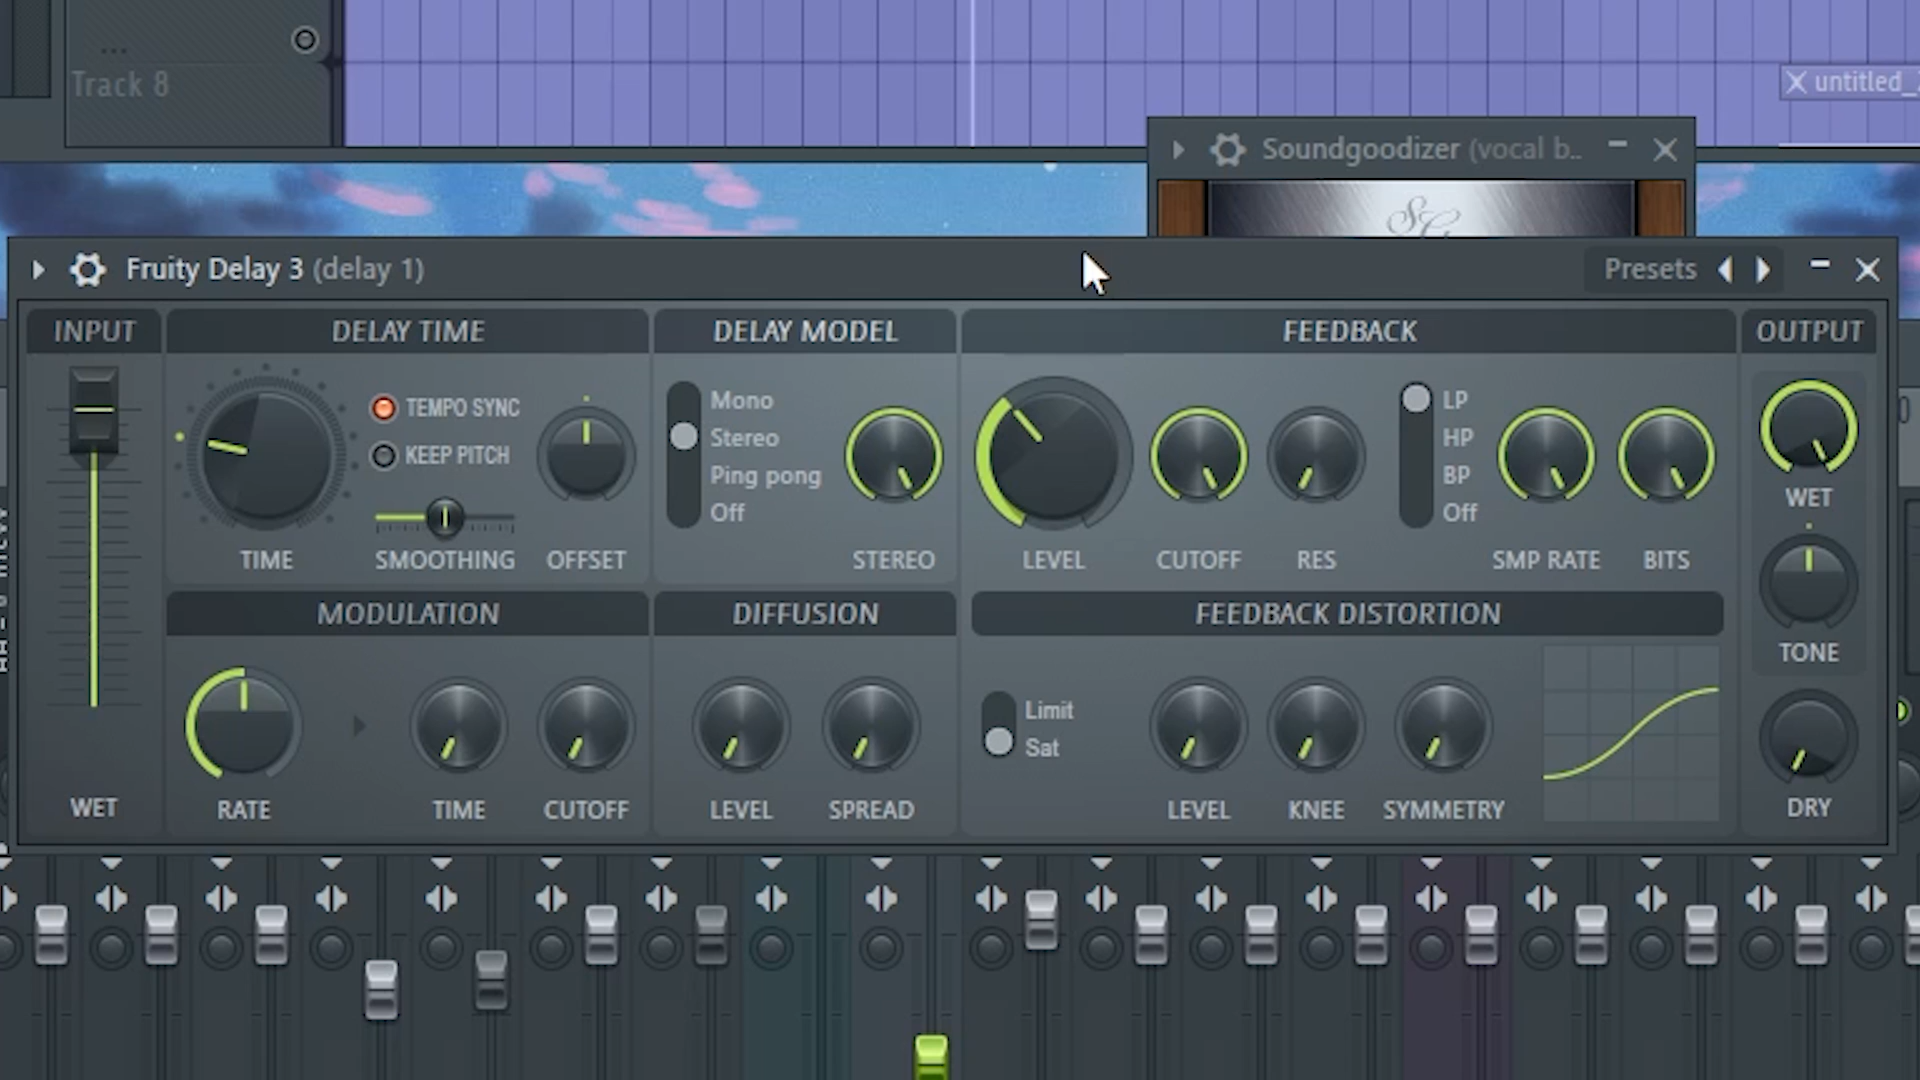 ...
Track 8
untitled_
Soundgoodizer (vocal b..
SG
Fruity Delay 3 (delay 1)
Presets
INPUT
DELAY TIME
DELAY MODEL
FEEDBACK
OUTPUT
TEMPO SYNC
KEEP PITCH
TIME
SMOOTHING
OFFSET
Mono
Stereo
Ping pong
Off
STEREO
LEVEL
CUTOFF
RES
LP
HP
BP
Off
SMP RATE
BITS
WET
TONE
DRY
MODULATION
DIFFUSION
FEEDBACK DISTORTION
WET
RATE
TIME
CUTOFF
LEVEL
SPREAD
Limit
Sat
LEVEL
KNEE
SYMMETRY